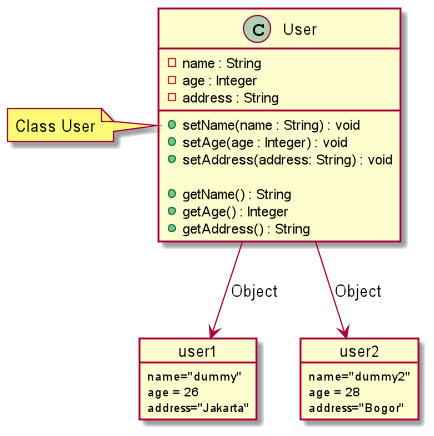 C User
name : String
age : Integer
address : String
Class User
setName(name : String) : void
setAge(age : Integer) : void
setAddress(address: String) : void
getName() : String
getAge() : Integer
getAddress() : String
Object
Object
user1
name="dummy"
age = 26
address="Jakarta"
user2
name="dummy2"
age = 28
address="Bogor"